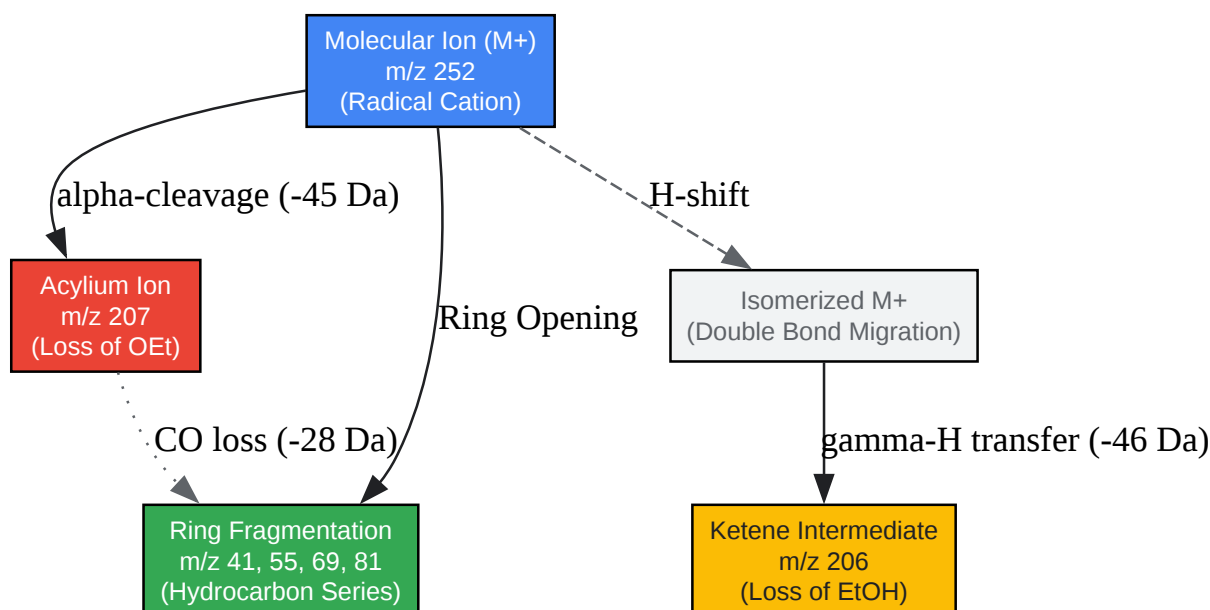 Molecular Ion (M+)
m/z 252
(Radical Cation)
alpha-cleavage (-45 Da)
H-shift
Acylium Ion
m/z 207
(Loss of OEt)
Ring Opening
Isomerized M+
(Double Bond Migration)
CO loss (-28 Da)
gamma-H transfer (-46 Da)
Ring Fragmentation
m/z 41, 55, 69, 81
(Hydrocarbon Series)
Ketene Intermediate
m/z 206
(Loss of EtOH)